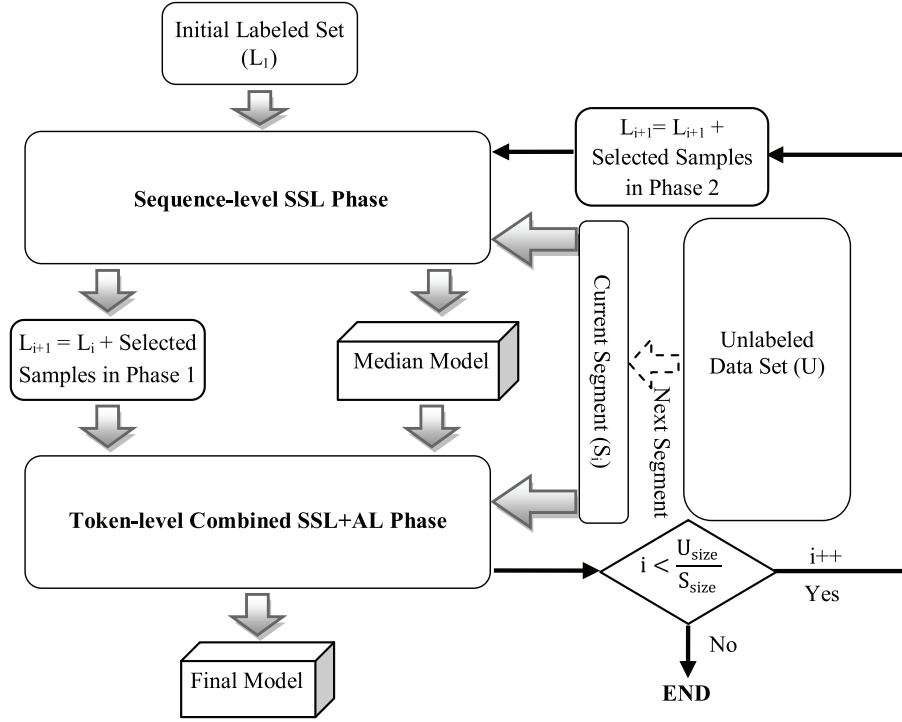 Initial Labeled Set
(L₁)
Lᵢ₊₁= Lᵢ₊₁ +
Selected Samples
in Phase 2
Sequence-level SSL Phase
Lᵢ₊₁ = Lᵢ + Selected
Samples in Phase 1
Median Model
Current Segment (Sᵢ)
Next Segment
Unlabeled
Data Set (U)
Token-level Combined SSL+AL Phase
i < U_size / S_size
i++
Yes
No
END
Final Model